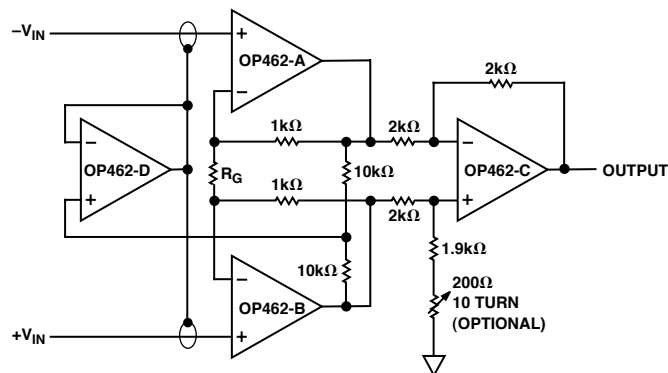 −VIN
+
OP462-A
−
2kΩ
1kΩ
2kΩ
−
−
OP462-D
+
RG
10kΩ
OP462-C
OUTPUT
1kΩ
+
2kΩ
1.9kΩ
10kΩ
−
OP462-B
+
200Ω
10 TURN
(OPTIONAL)
+VIN